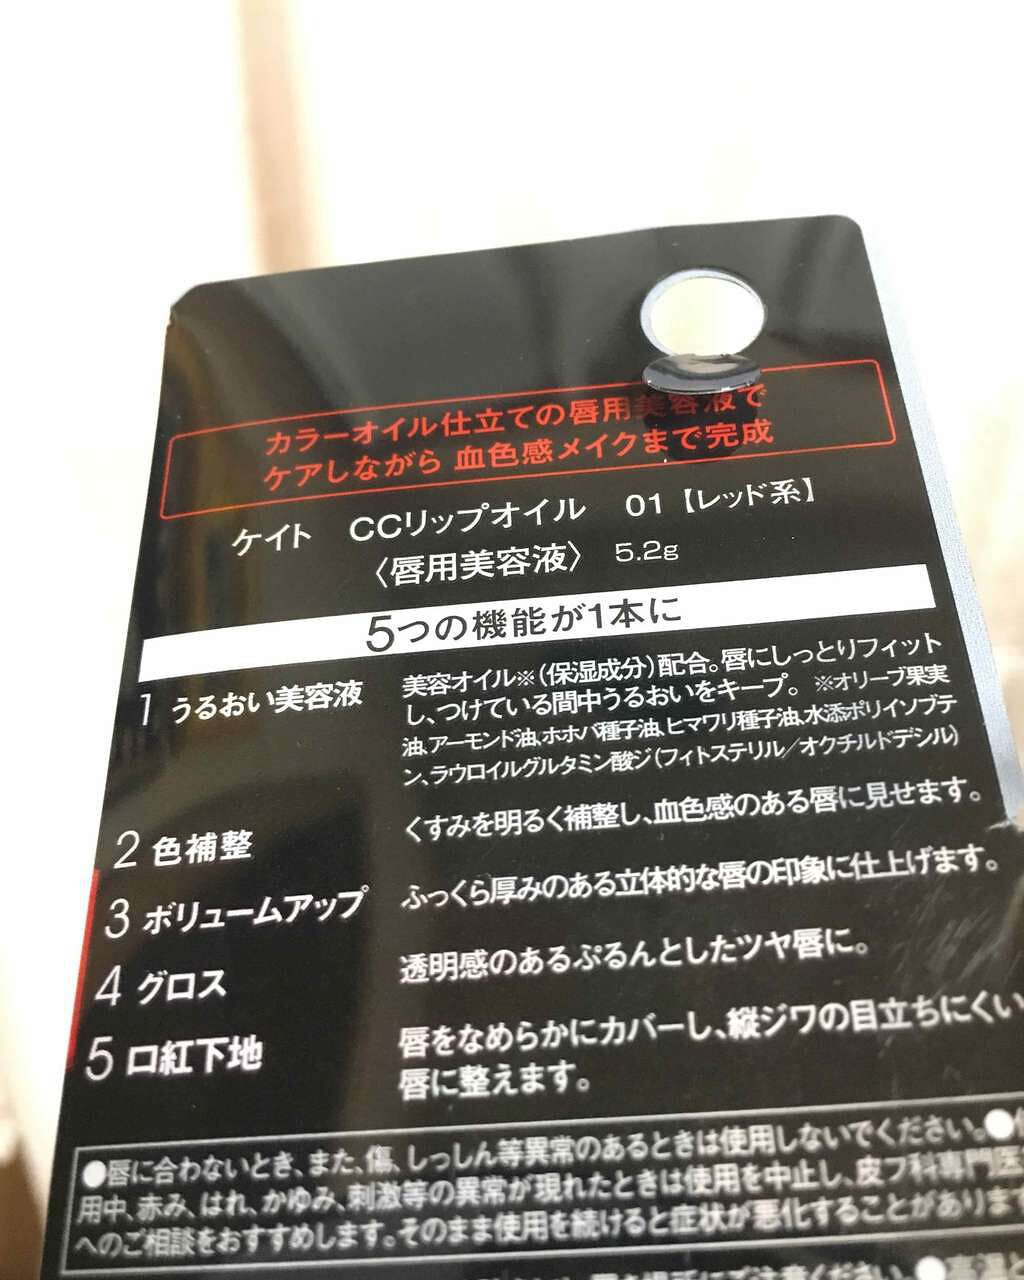 カラーオイル仕立ての唇用美容液で
ケアしながら 血色感メイクまで完成
ケイト CCリップオイル 01【レッド系】
〈唇用美容液〉 5.2g
5つの機能が1本に
1 うるおい美容液
美容オイル※(保湿成分)配合。唇にしっとりフィット
し、つけている間中うるおいをキープ。 ※オリーブ果実
油、アーモンド油、ホホバ種子油、ヒマワリ種子油、水添ポリイソブテ
ン、ラウロイルグルタミン酸ジ(フィトステリル/オクチルドデシル)
2 色補整
くすみを明るく補整し、血色感のある唇に見せます。
3 ボリュームアップ
ふっくら厚みのある立体的な唇の印象に仕上げます。
4 グロス
透明感のあるぷるんとしたツヤ唇に。
5 口紅下地
唇をなめらかにカバーし、縦ジワの目立ちにくい
唇に整えます。
●唇に合わないとき、また、傷、しっしん等異常のあるときは使用しないでください。●使
用中、赤み、はれ、かゆみ、刺激等の異常が現れたときは使用を中止し、皮フ科専門医
へのご相談をおすすめします。そのまま使用を続けると症状が悪化することがあります